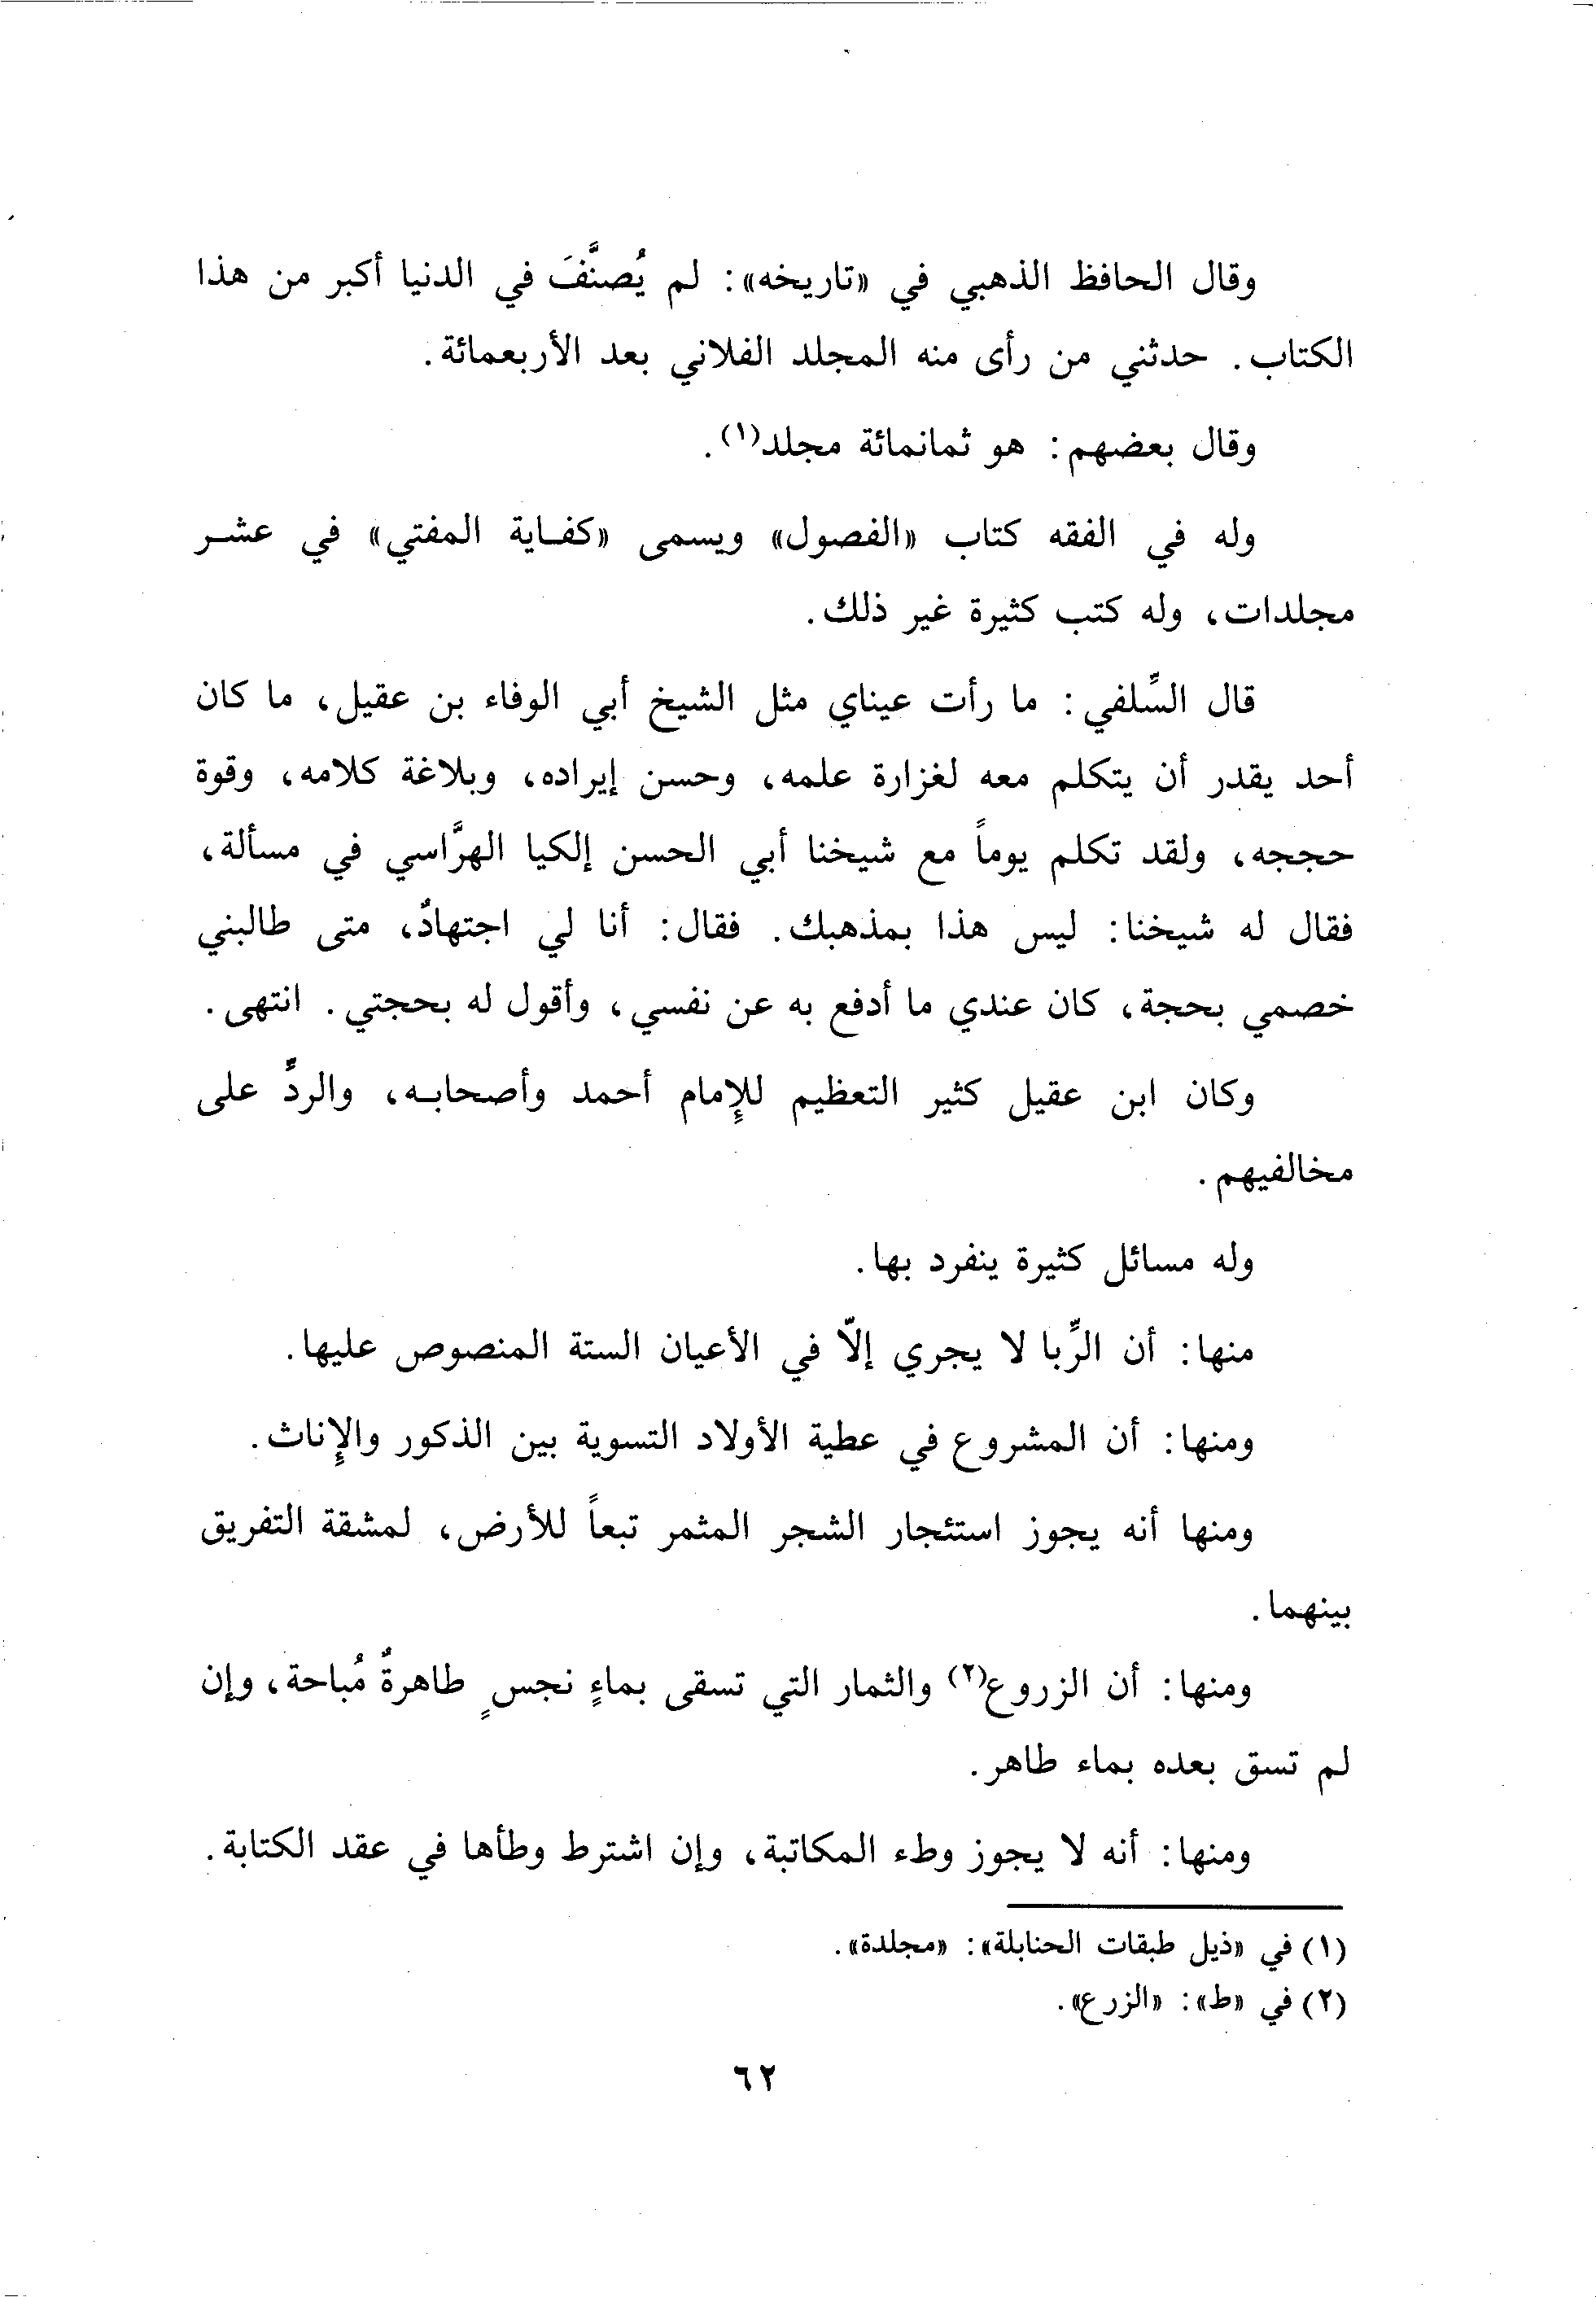 وقال الحافظ الذهبي في «تاريخه»: لم يُصنَّفَ في الدنيا أكبر من هذا
الكتاب. حدثني من رأى منه المجلد الفلاني بعد الأربعمائة.
وقال بعضهم: هو ثمانمائة مجلد(١).
وله في الفقه كتاب «الفصول» ويسمى «كفـاية المفتي» في عشـر
مجلدات، وله كتب كثيرة غير ذلك.
قال السِّلفي: ما رأت عيناي مثل الشيخ أبي الوفاء بن عقيل، ما كان
أحد يقدر أن يتكلم معه لغزارة علمه، وحسن إيراده، وبلاغة كلامه، وقوة
حججه، ولقد تكلم يوماً مع شيخنا أبي الحسن إلكيا الهرَّاسي في مسألة،
فقال له شيخنا: ليس هذا بمذهبك. فقال: أنا لي اجتهادٌ، متى طالبني
خصمي بحجة، كان عندي ما أدفع به عن نفسي، وأقول له بحجتي. انتهى.
وكان ابن عقيل كثير التعظيم للإمام أحمد وأصحابـه، والردِّ على
مخالفيهم.
وله مسائل كثيرة ينفرد بها.
منها: أن الرِّبا لا يجري إلاّ في الأعيان الستة المنصوص عليها.
ومنها: أن المشروع في عطية الأولاد التسوية بين الذكور والإناث.
ومنها أنه يجوز استئجار الشجر المثمر تبعاً للأرض، لمشقة التفريق
بينهما.
ومنها: أن الزروع(٢) والثمار التي تسقى بماءٍ نجسٍ طاهرةٌ مُباحة، وإن
لم تسق بعده بماء طاهر.
ومنها: أنه لا يجوز وطء المكاتبة، وإن اشترط وطأها في عقد الكتابة.
(١) في «ذيل طبقات الحنابلة»: «مجلدة».
(٢) في «ط»: «الزرع».
٦٢